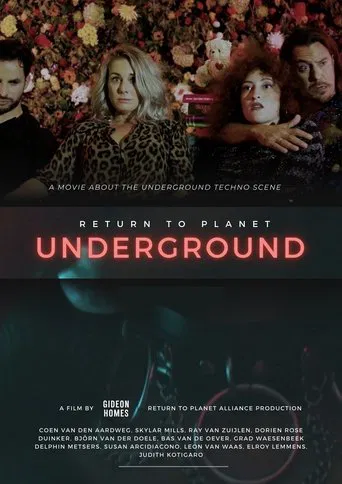 A MOVIE ABOUT THE UNDERGROUND TECHNO SCENE
RETURN TO PLANET
UNDERGROUND
A FILM BY GIDEON HOMES RETURN TO PLANET ALLIANCE PRODUCTION
COEN VAN DEN AARDWEG, SKYLAR MILLS, RAY VAN ZUIJLEN, DORIEN ROSE
DUINKER, BJÖRN VAN DER DOELE, BAS VAN DE OEVER, GRAD WAESENBEEK
DELPHIN METSERS, SUSAN ARCIDIACONO, LEON VAN WAAS, ELROY LEMMENS,
JUDITH KOTIGARO